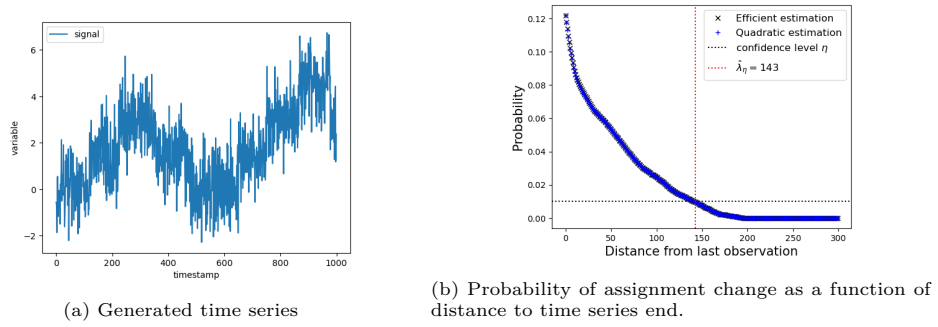 signal
6
4
2
0
−2
variable
0
200
400
600
800
1000
timestamp
(a) Generated time series
0.12
0.10
0.08
0.06
0.04
0.02
0.00
Probability
Efficient estimation
Quadratic estimation
confidence level η
λ̂η = 143
0
50
100
150
200
250
300
Distance from last observation
(b) Probability of assignment change as a function of
distance to time series end.